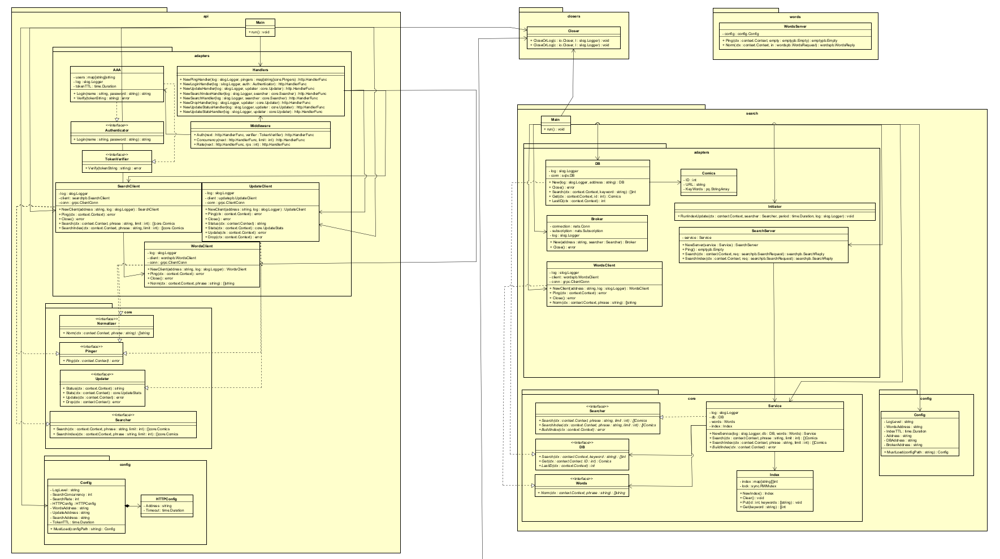 api
Main
+ run() : void
adapters
AAA
- users : map[string]string
- log : slog.Logger
- tokenTTL : time.Duration
+ Login(name : string, password : string) : string
+ Verify(tokenString : string) : error
Handlers
+ NewPingHandler(log : slog.Logger, pingers : map[string]core.Pingers) : http.HandlerFunc
+ NewLoginHandler(log : slog.Logger, auth : Authenticator) : http.HandlerFunc
+ NewUpdateHandler(log : slog.Logger, updater : core.Updater) : http.HandlerFunc
+ NewSearchIndexHandler(log : slog.Logger, searcher : core.Searcher) : http.HandlerFunc
+ NewSearchHandler(log : slog.Logger, searcher : core.Searcher) : http.HandlerFunc
+ NewDropHandler(log : slog.Logger, updater : core.Updater) : http.HandlerFunc
+ NewUpdateStatusHandler(log : slog.Logger, updater : core.Updater) : http.HandlerFunc
+ NewUpdateStatsHandler(log : slog.Logger, updater : core.Updater) : http.HandlerFunc
<<interface>>
Authenticator
+ Login(name : string, password : string) : string
Middleware
+ Auth(next : http.HandlerFunc, verifier : TokenVerifier) : http.HandlerFunc
+ Concurrency(next : http.HandlerFunc, limit : int) : http.HandlerFunc
+ Rate(next : http.HandlerFunc, rps : int) : http.HandlerFunc
<<interface>>
TokenVerifier
+ Verify(tokenString : string) : error
SearchClient
- log : slog.Logger
- client : searchpb.SearchClient
- conn : grpc.ClientConn
+ NewClient(address : string, log : slog.Logger) : SearchClient
+ Ping(ctx : context.Context) : error
+ Close() : error
+ Search(ctx : context.Context, phrase : string, limit : int) : []core.Comics
+ SearchIndex(ctx : context.Context, phrase : string, limit : int) : []core.Comics
UpdateClient
- log : slog.Logger
- client : updatepb.UpdateClient
- conn : grpc.ClientConn
+ NewClient(address : string, log : slog.Logger) : UpdateClient
+ Ping(ctx : context.Context) : error
+ Close() : error
+ Status(ctx : context.Context) : string
+ Stats(ctx : context.Context) : core.UpdateStats
+ Update(ctx : context.Context) : error
+ Drop(ctx : context.Context) : error
WordsClient
- log : slog.Logger
- client : wordspb.WordsClient
- conn : grpc.ClientConn
+ NewClient(address : string, log : slog.Logger) : WordsClient
+ Ping(ctx : context.Context) : error
+ Close() : error
+ Norm(ctx : context.Context, phrase : string) : []string
core
<<interface>>
Normalizer
+ Norm(ctx : context.Context, phrase : string) : []string
<<interface>>
Pinger
+ Ping(ctx : context.Context) : error
<<interface>>
Updater
+ Status(ctx : context.Context) : string
+ Stats(ctx : context.Context) : core.UpdateStats
+ Update(ctx : context.Context) : error
+ Drop(ctx : context.Context) : error
<<interface>>
Searcher
+ Search(ctx : context.Context, phrase : string, limit : int) : []core.Comics
+ SearchIndex(ctx : context.Context, phrase : string, limit : int) : []core.Comics
config
Config
- LogLevel : string
- SearchConcurrency : int
- SearchRate : int
- HTTPConfig : HTTPConfig
- WordsAddress : string
- UpdateAddress : string
- SearchAddress : string
- TokenTTL : time.Duration
+ MustLoad(configPath : string) : Config
HTTPConfig
- Address : string
- Timeout : time.Duration
closers
Closer
+ CloseOrLog(c : io.Closer, l : slog.Logger) : void
+ CloseOrLog(c : io.Closer, l : slog.Logger) : void
words
WordsServer
- config : config.Config
+ Ping(ctx : context.Context, empty : emptypb.Empty) : emptypb.Empty
+ Norm(ctx : context.Context, in : wordspb.WordsRequest) : wordspb.WordsReply
search
Main
+ run() : void
adapters
DB
- log : slog.Logger
- conn : sqlx.DB
+ New(log : slog.Logger, address : string) : DB
+ Close() : error
+ Search(ctx : context.Context, keyword : string) : []int
+ Get(ctx : context.Context, id : int) : Comics
+ LastID(ctx : context.Context) : int
Comics
- ID : int
- URL : string
- KeyWords : pq.StringArray
Initiator
+ RunIndexUpdate(ctx : context.Context, searcher : Searcher, period : time.Duration, log : slog.Logger) : void
Broker
- connection : nats.Conn
- subscription : nats.Subscription
- log : slog.Logger
+ New(address : string, searcher : Searcher) : Broker
+ Close() : error
SearchServer
- service : Service
+ NewServer(service : Service) : SearchServer
+ Ping() : emptypb.Empty
+ Search(ctx : context.Context, req : searchpb.SearchRequest) : searchpb.SearchReply
+ SearchIndex(ctx : context.Context, req : searchpb.SearchRequest) : searchpb.SearchReply
WordsClient
- log : slog.Logger
- client : wordspb.WordsClient
- conn : grpc.ClientConn
+ NewClient(address : string, log : slog.Logger) : WordsClient
+ Ping(ctx : context.Context) : error
+ Close() : error
+ Norm(ctx : context.Context, phrase : string) : []string
core
<<interface>>
Searcher
+ Search(ctx : context.Context, phrase : string, limit : int) : []Comics
+ SearchIndex(ctx : context.Context, phrase : string, limit : int) : []Comics
+ BuildIndex(ctx : context.Context) : error
<<interface>>
DB
+ Search(ctx : context.Context, keyword : string) : []int
+ Get(ctx : context.Context, ID : int) : Comics
+ LastID(ctx : context.Context) : int
<<interface>>
Words
+ Norm(ctx : context.Context, phrase : string) : []string
Service
- log : slog.Logger
- db : DB
- words : Words
- index : Index
+ NewService(log : slog.Logger, db : DB, words : Words) : Service
+ Search(ctx : context.Context, phrase : string, limit : int) : []Comics
+ SearchIndex(ctx : context.Context, phrase : string, limit : int) : []Comics
+ BuildIndex(ctx : context.Context) : error
Index
- index : map[string][]int
- lock : sync.RWMutex
+ NewIndex() : Index
+ Clear() : void
+ Put(id : int, keywords : []string) : void
+ Get(keyword : string) : []int
config
Config
- LogLevel : string
- WordsAddress : string
- IndexTTL : time.Duration
- Address : string
- DBAddress : string
- BrokerAddress : string
+ MustLoad(configPath : string) : Config